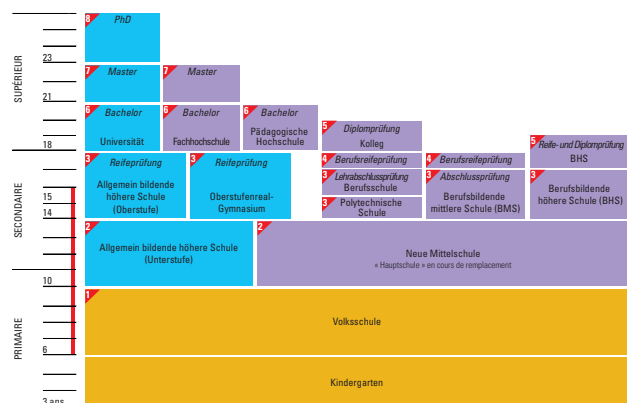 8 PhD
23
7 Master
7 Master
21
6 Bachelor
Universität
6 Bachelor
Fachhochschule
6 Bachelor
Pädagogische
Hochschule
5 Diplomprüfung
Kolleg
5 Reife- und Diplomprüfung
BHS
18
SUPÉRIEUR
3 Reifeprüfung
Allgemein bildende
höhere Schule
(Oberstufe)
3 Reifeprüfung
Oberstufenreal-
Gymnasium
4 Berufsreifeprüfung
3 Lehrabschlussprüfung
Berufsschule
3 Polytechnische
Schule
4 Berufsreifeprüfung
3 Abschlussprüfung
Berufsbildende
mittlere Schule (BMS)
3 Berufsbildende
höhere Schule (BHS)
15
14
SECONDAIRE
2
Allgemein bildende höhere Schule
(Unterstufe)
2
Neue Mittelschule
« Hauptschule » en cours de remplacement
10
1
Volksschule
PRIMAIRE
6
Kindergarten
3 ans